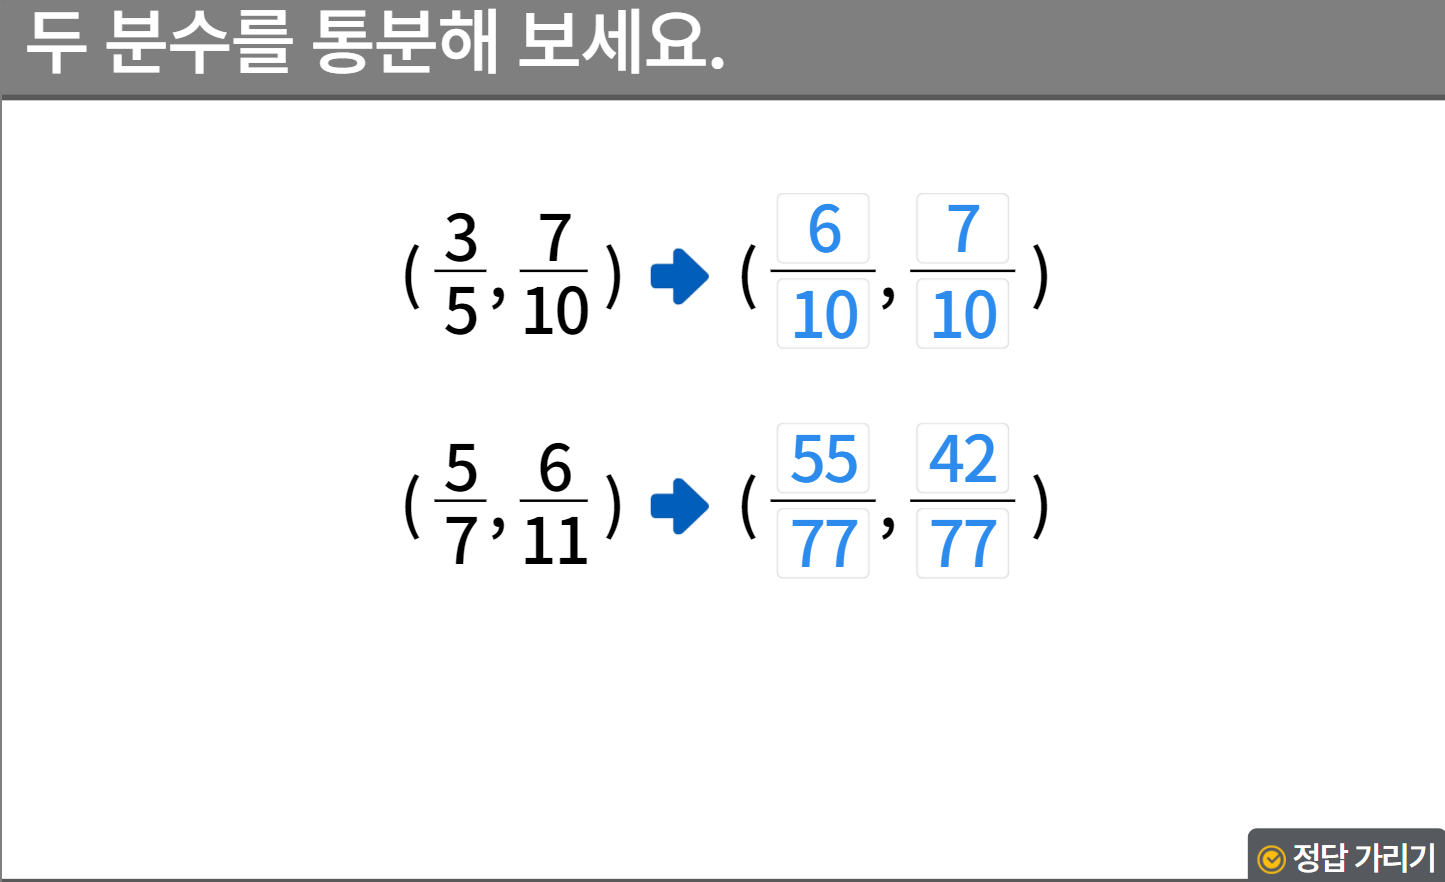 두 분수를 통분해 보세요.
( 3/5 , 7/10 ) ➡ ( 6/10 , 7/10 )
( 5/7 , 6/11 ) ➡ ( 55/77 , 42/77 )
정답 가리기